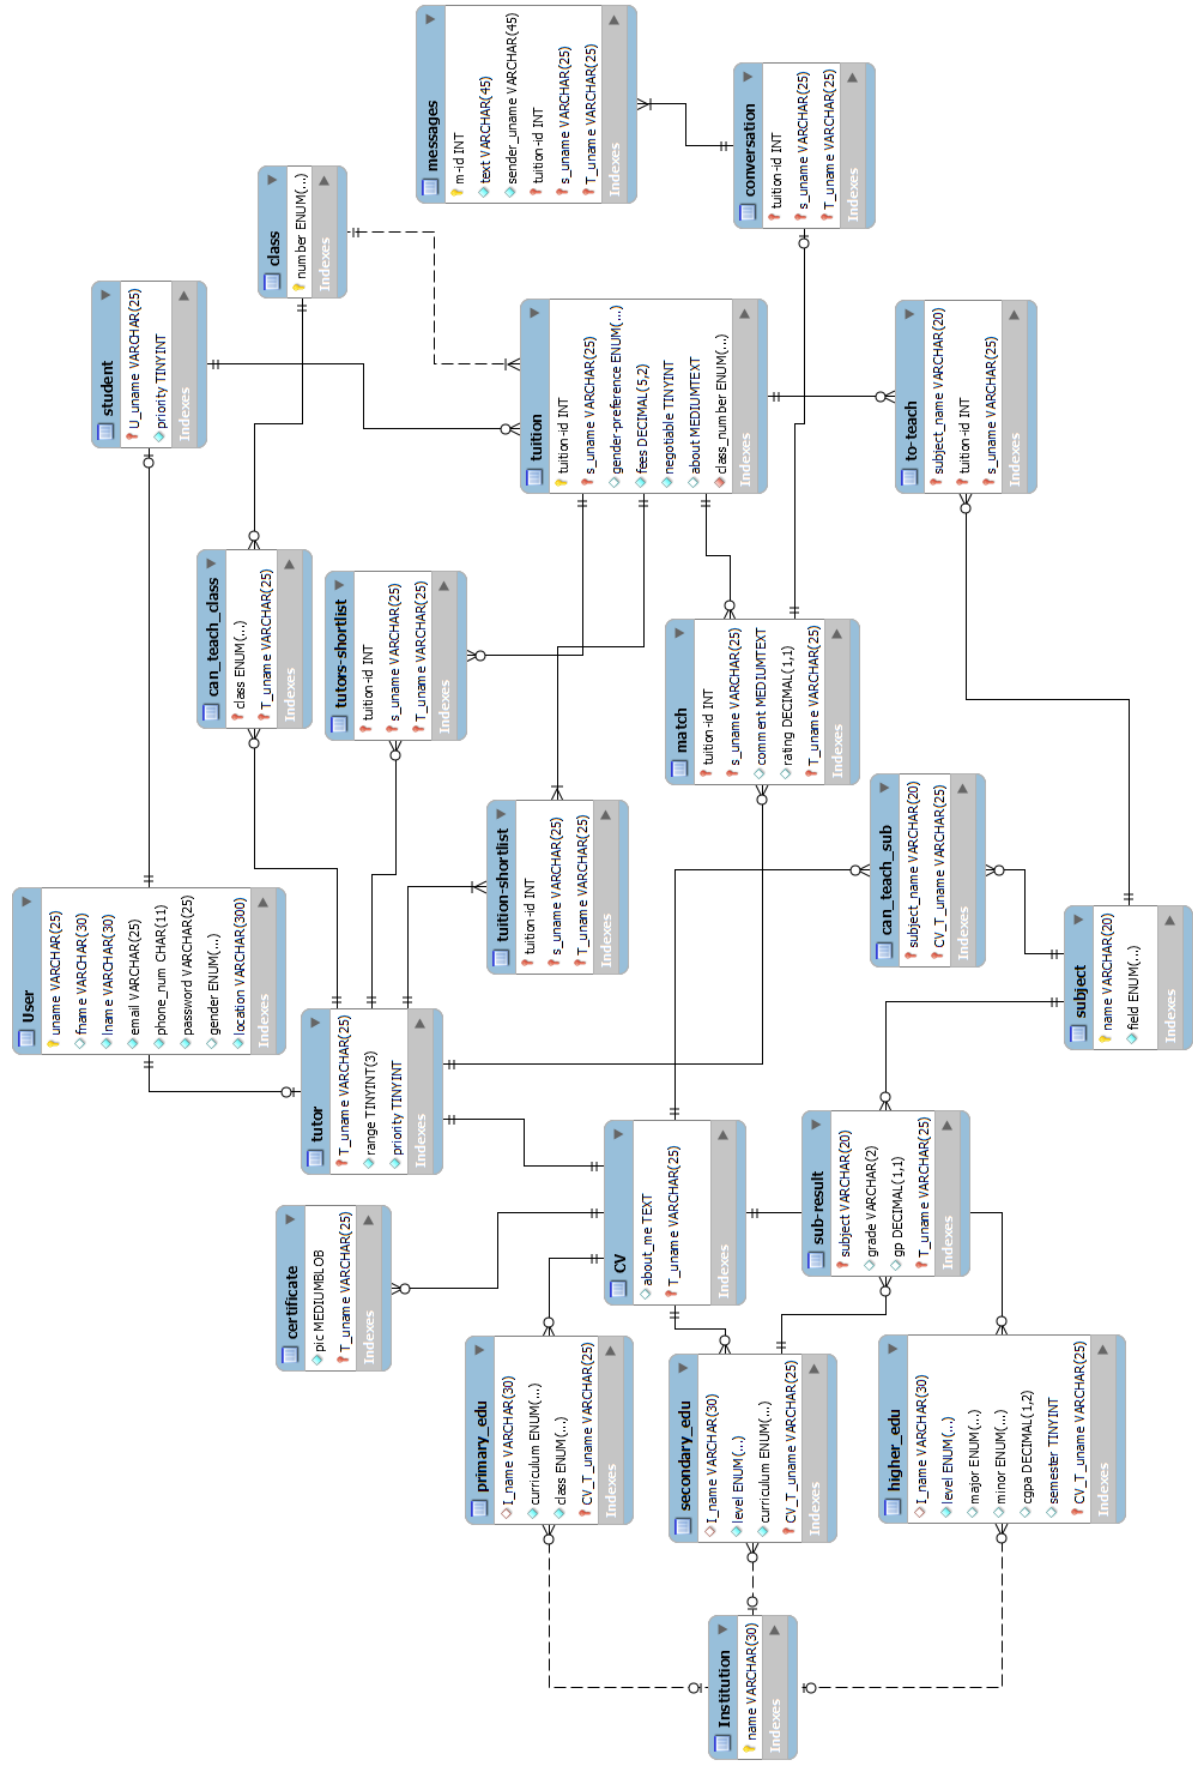 messages
m-id INT
text VARCHAR(45)
sender_uname VARCHAR(45)
tuition-id INT
s_uname VARCHAR(25)
T_uname VARCHAR(25)
Indexes
conversation
tuition-id INT
s_uname VARCHAR(25)
T_uname VARCHAR(25)
Indexes
class
number ENUM(...)
Indexes
student
U_uname VARCHAR(25)
priority TINYINT
Indexes
tuition
tuition-id INT
s_uname VARCHAR(25)
gender-preference ENUM(...)
fees DECIMAL(5,2)
negotiable TINYINT
about MEDIUMTEXT
class_number ENUM(...)
Indexes
to-teach
subject_name VARCHAR(20)
tuition-id INT
s_uname VARCHAR(25)
Indexes
can_teach_class
class ENUM(...)
T_uname VARCHAR(25)
Indexes
tutors-shortlist
tuition-id INT
s_uname VARCHAR(25)
T_uname VARCHAR(25)
Indexes
match
tuition-id INT
s_uname VARCHAR(25)
comment MEDIUMTEXT
rating DECIMAL(1,1)
T_uname VARCHAR(25)
Indexes
tuition-shortlist
tuition-id INT
s_uname VARCHAR(25)
T_uname VARCHAR(25)
Indexes
can_teach_sub
subject_name VARCHAR(20)
CV_T_uname VARCHAR(25)
Indexes
User
uname VARCHAR(25)
fname VARCHAR(30)
lname VARCHAR(30)
email VARCHAR(25)
phone_num CHAR(11)
password VARCHAR(25)
gender ENUM(...)
location VARCHAR(300)
Indexes
subject
name VARCHAR(20)
field ENUM(...)
Indexes
tutor
T_uname VARCHAR(25)
range TINYINT(3)
priority TINYINT
Indexes
CV
about_me TEXT
T_uname VARCHAR(25)
Indexes
sub-result
subject VARCHAR(20)
grade VARCHAR(2)
gp DECIMAL(1,1)
T_uname VARCHAR(25)
Indexes
certificate
pic MEDIUMBLOB
T_uname VARCHAR(25)
Indexes
primary_edu
I_name VARCHAR(30)
curriculum ENUM(...)
class ENUM(...)
CV_T_uname VARCHAR(25)
Indexes
secondary_edu
I_name VARCHAR(30)
level ENUM(...)
curriculum ENUM(...)
CV_T_uname VARCHAR(25)
Indexes
higher_edu
I_name VARCHAR(30)
level ENUM(...)
major ENUM(...)
minor ENUM(...)
cgpa DECIMAL(1,2)
semester TINYINT
CV_T_uname VARCHAR(25)
Indexes
Institution
name VARCHAR(30)
Indexes